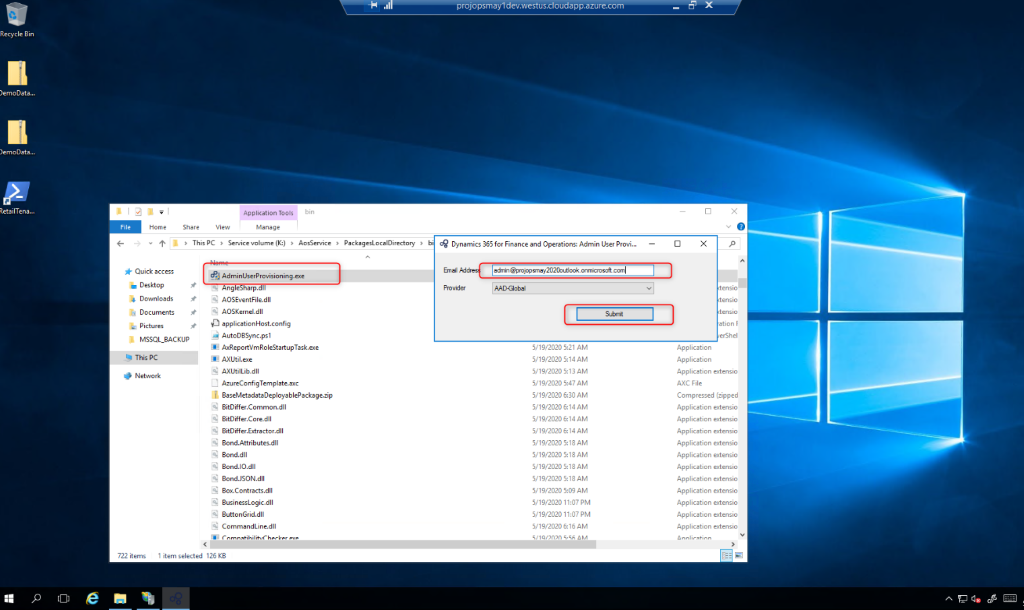 projopsmay1dev.westus.cloudapp.azure.com
Recycle Bin
DemoData...
DemoData...
RetailTena...
Application Tools
bin
File
Home
Share
View
Manage
This PC > Service volume (K:) > AosService > PackagesLocalDirectory >
Dynamics 365 for Finance and Operations: Admin User Provi...
Email Address
admin@projopsmay2020outlook.onmicrosoft.com
Provider
AAD-Global
Submit
Quick access
Desktop
Downloads
Documents
Pictures
MSSQL_BACKUP
This PC
Network
Name
AdminUserProvisioning.exe
AngleSharp.dll
AOSEventFile.dll
AOSKernel.dll
applicationHost.config
AutoDBSync.ps1
AxReportVmRoleStartupTask.exe 5/19/2020 5:21 AM Application
AXUtil.exe 5/19/2020 5:14 AM Application
AXUtilLib.dll 5/19/2020 5:13 AM Application extensio
AzureConfigTemplate.axc 5/19/2020 5:47 AM AXC File
BaseMetadataDeployablePackage.zip 5/19/2020 6:30 AM Compressed (zipped
BitDiffer.Common.dll 5/19/2020 6:14 AM Application extensio
BitDiffer.Core.dll 5/19/2020 6:14 AM Application extensio
BitDiffer.Extractor.dll 5/19/2020 6:14 AM Application extensio
Bond.Attributes.dll 5/19/2020 5:18 AM Application extensio
Bond.dll 5/19/2020 5:18 AM Application extensio
Bond.IO.dll 5/19/2020 5:18 AM Application extensio
Bond.JSON.dll 5/19/2020 5:18 AM Application extensio
Box.Contracts.dll 5/19/2020 5:09 AM Application extensio
BusinessLogic.dll 5/19/2020 11:07 PM Application extensio
ButtonGrid.dll 5/19/2020 11:07 PM Application extensio
CommandLine.dll 5/19/2020 6:16 AM Application extensio
CompatibilityChecker.exe 5/19/2020 5:56 AM Application
722 items 1 item selected 126 KB